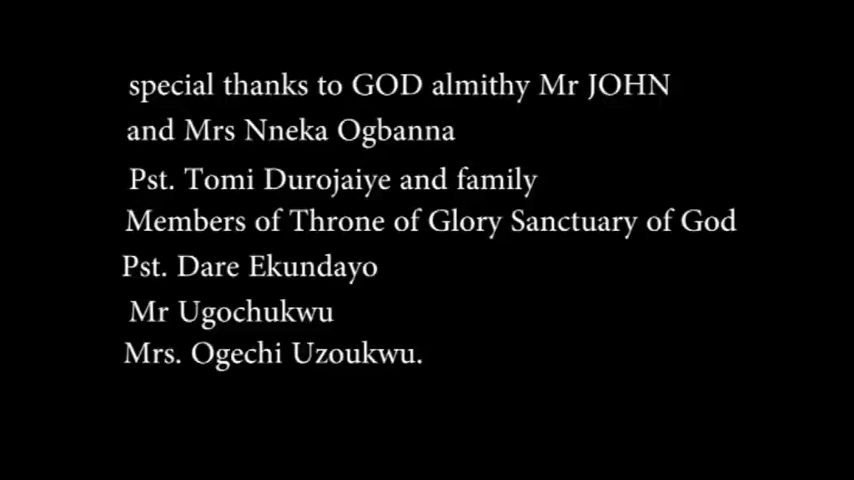 special thanks to GOD almithy Mr JOHN
and Mrs Nneka Ogbanna
Pst. Tomi Durojaiye and family
Members of Throne of Glory Sanctuary of God
Pst. Dare Ekundayo
Mr Ugochukwu
Mrs. Ogechi Uzoukwu.